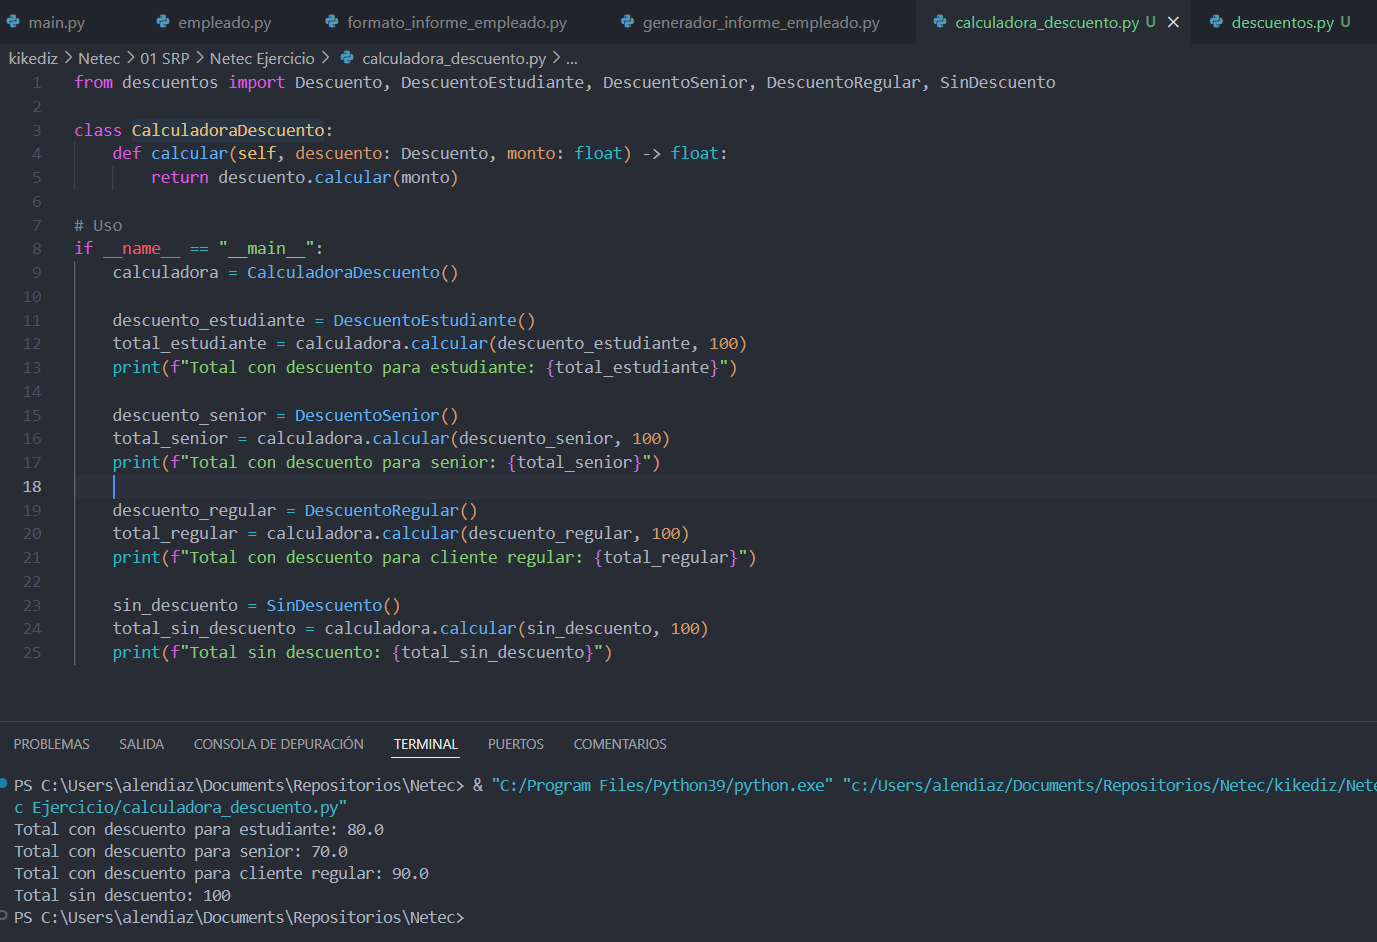 main.py empleado.py formato_informe_empleado.py generador_informe_empleado.py calculadora_descuento.py U descuentos.py U
kikediz > Netec > 01 SRP > Netec Ejercicio > calculadora_descuento.py > ...
1 from descuentos import Descuento, DescuentoEstudiante, DescuentoSenior, DescuentoRegular, SinDescuento
2
3 class CalculadoraDescuento:
4     def calcular(self, descuento: Descuento, monto: float) -> float:
5         return descuento.calcular(monto)
6
7 # Uso
8 if __name__ == "__main__":
9     calculadora = CalculadoraDescuento()
10
11     descuento_estudiante = DescuentoEstudiante()
12     total_estudiante = calculadora.calcular(descuento_estudiante, 100)
13     print(f"Total con descuento para estudiante: {total_estudiante}")
14
15     descuento_senior = DescuentoSenior()
16     total_senior = calculadora.calcular(descuento_senior, 100)
17     print(f"Total con descuento para senior: {total_senior}")
18
19     descuento_regular = DescuentoRegular()
20     total_regular = calculadora.calcular(descuento_regular, 100)
21     print(f"Total con descuento para cliente regular: {total_regular}")
22
23     sin_descuento = SinDescuento()
24     total_sin_descuento = calculadora.calcular(sin_descuento, 100)
25     print(f"Total sin descuento: {total_sin_descuento}")
PROBLEMAS SALIDA CONSOLA DE DEPURACIÓN TERMINAL PUERTOS COMENTARIOS
PS C:\Users\alendiaz\Documents\Repositorios\Netec> & "C:/Program Files/Python39/python.exe" "c:/Users/alendiaz/Documents/Repositorios/Netec/kikediz/Nete
c Ejercicio/calculadora_descuento.py"
Total con descuento para estudiante: 80.0
Total con descuento para senior: 70.0
Total con descuento para cliente regular: 90.0
Total sin descuento: 100
PS C:\Users\alendiaz\Documents\Repositorios\Netec>